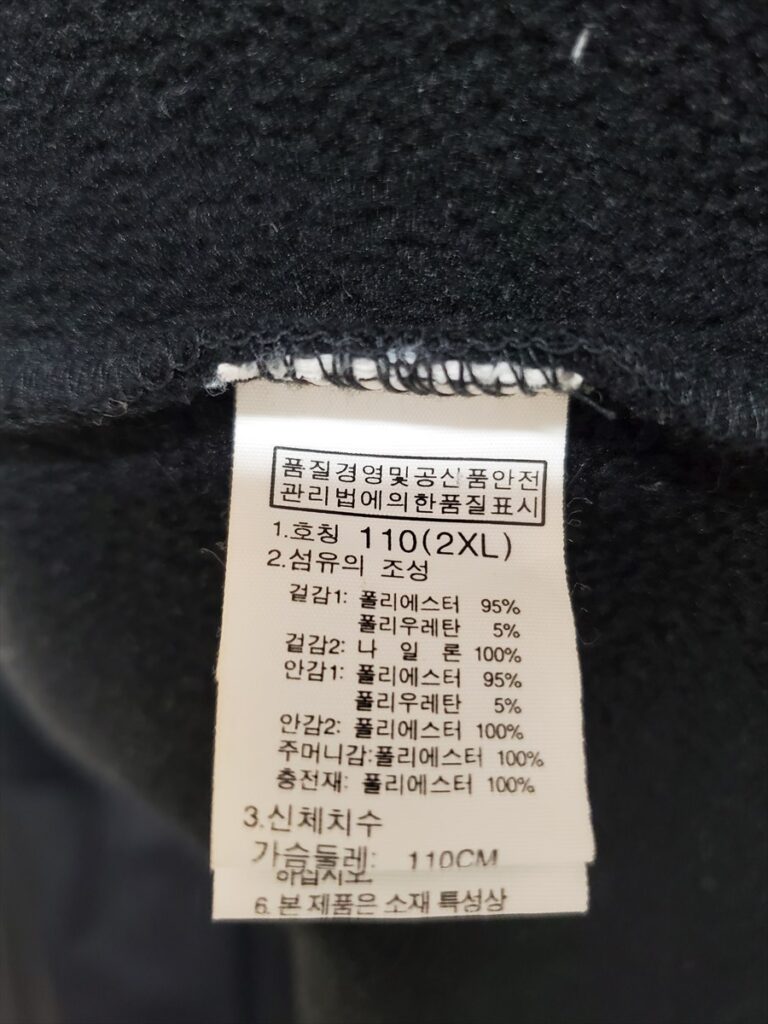 품질경영및공산품안전
관리법에의한품질표시
1.호칭 110(2XL)
2.섬유의 조성
겉감1: 폴리에스터 95%
폴리우레탄 5%
겉감2: 나 일 론 100%
안감1: 폴리에스터 95%
폴리우레탄 5%
안감2: 폴리에스터 100%
주머니감:폴리에스터 100%
충전재: 폴리에스터 100%
3.신체치수
가슴둘레: 110CM
하십시오.
6. 본 제품은 소재 특성상